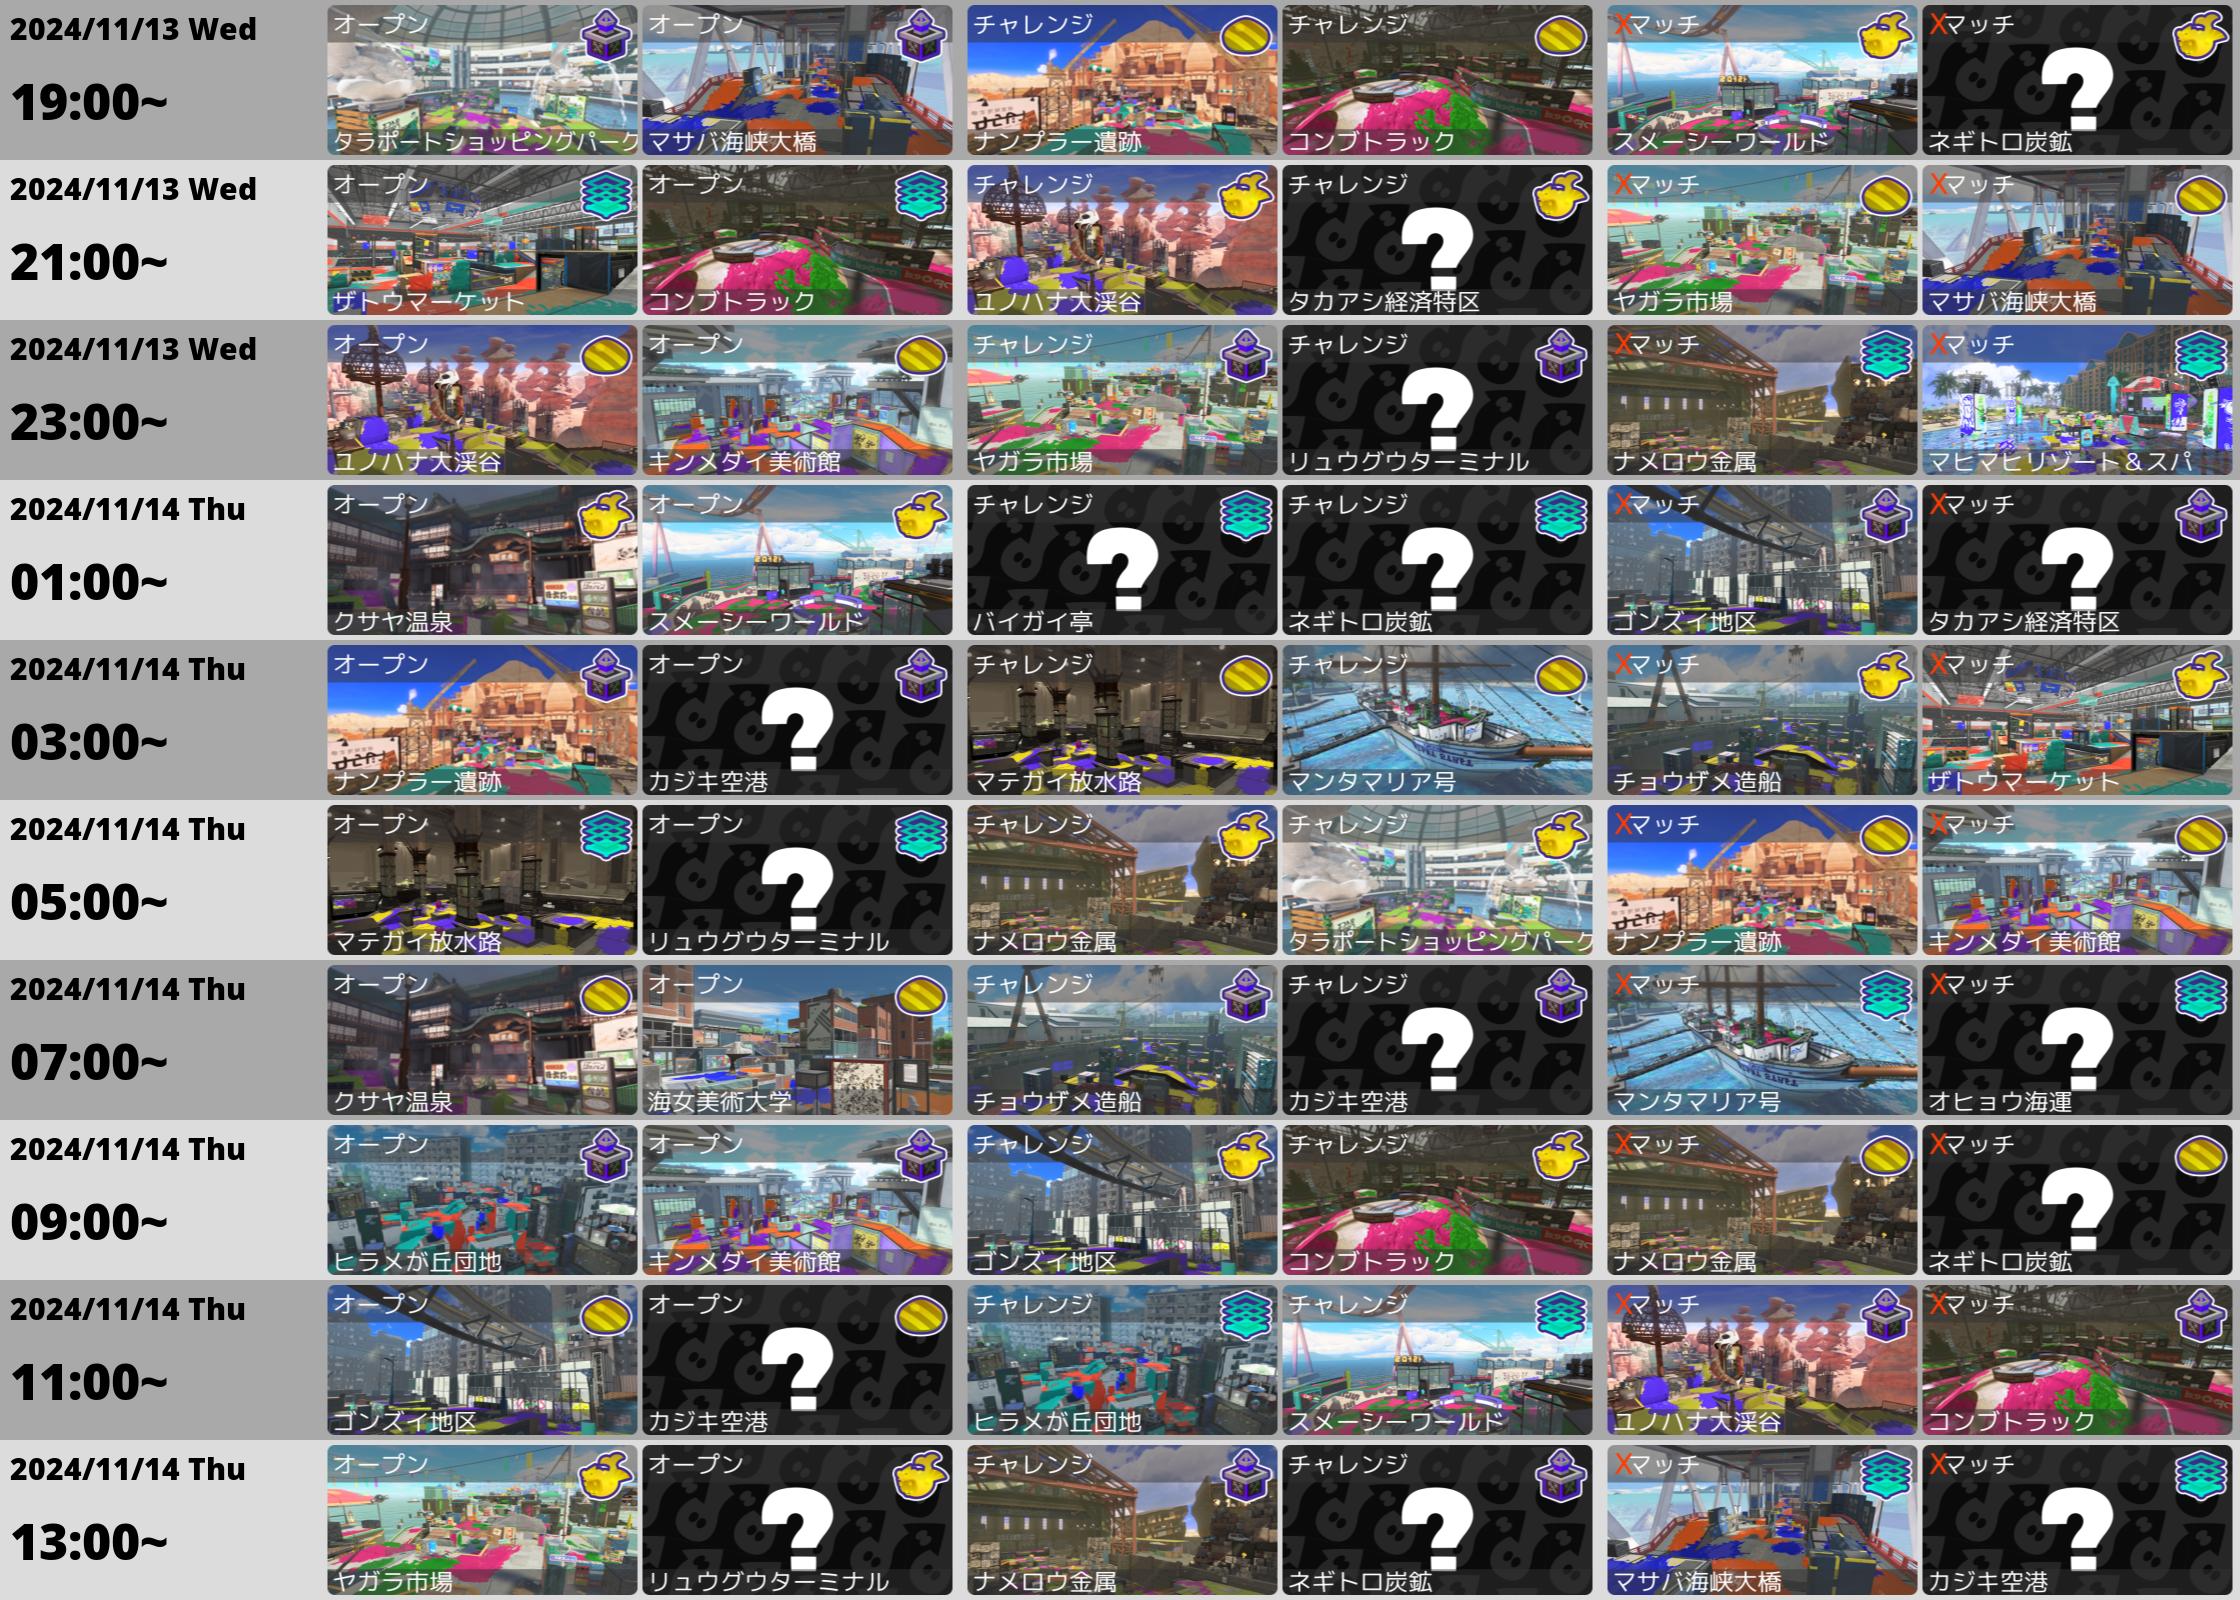 2024/11/13 Wed
19:00~
オープン
タラポートショッピングパーク
オープン
マサバ海峡大橋
チャレンジ
ナンプラー遺跡
チャレンジ
コンブトラック
Xマッチ
スメーシーワールド
Xマッチ
ネギトロ炭鉱
2024/11/13 Wed
21:00~
オープン
ザトウマーケット
オープン
コンブトラック
チャレンジ
ユノハナ大渓谷
チャレンジ
タカアシ経済特区
Xマッチ
ヤガラ市場
Xマッチ
マサバ海峡大橋
2024/11/13 Wed
23:00~
オープン
ユノハナ大渓谷
オープン
キンメダイ美術館
チャレンジ
ヤガラ市場
チャレンジ
リュウグウターミナル
Xマッチ
ナメロウ金属
Xマッチ
マヒマヒリゾート＆スパ
2024/11/14 Thu
01:00~
オープン
クサヤ温泉
オープン
スメーシーワールド
チャレンジ
バイガイ亭
チャレンジ
ネギトロ炭鉱
Xマッチ
ゴンズイ地区
Xマッチ
タカアシ経済特区
2024/11/14 Thu
03:00~
オープン
ナンプラー遺跡
オープン
カジキ空港
チャレンジ
マテガイ放水路
チャレンジ
マンタマリア号
Xマッチ
チョウザメ造船
Xマッチ
ザトウマーケット
2024/11/14 Thu
05:00~
オープン
マテガイ放水路
オープン
リュウグウターミナル
チャレンジ
ナメロウ金属
チャレンジ
タラポートショッピングパーク
Xマッチ
ナンプラー遺跡
Xマッチ
キンメダイ美術館
2024/11/14 Thu
07:00~
オープン
クサヤ温泉
オープン
海女美術大学
チャレンジ
チョウザメ造船
チャレンジ
カジキ空港
Xマッチ
マンタマリア号
Xマッチ
オヒョウ海運
2024/11/14 Thu
09:00~
オープン
ヒラメが丘団地
オープン
キンメダイ美術館
チャレンジ
ゴンズイ地区
チャレンジ
コンブトラック
Xマッチ
ナメロウ金属
Xマッチ
ネギトロ炭鉱
2024/11/14 Thu
11:00~
オープン
ゴンズイ地区
オープン
カジキ空港
チャレンジ
ヒラメが丘団地
チャレンジ
スメーシーワールド
Xマッチ
ユノハナ大渓谷
Xマッチ
コンブトラック
2024/11/14 Thu
13:00~
オープン
ヤガラ市場
オープン
リュウグウターミナル
チャレンジ
ナメロウ金属
チャレンジ
ネギトロ炭鉱
Xマッチ
マサバ海峡大橋
Xマッチ
カジキ空港